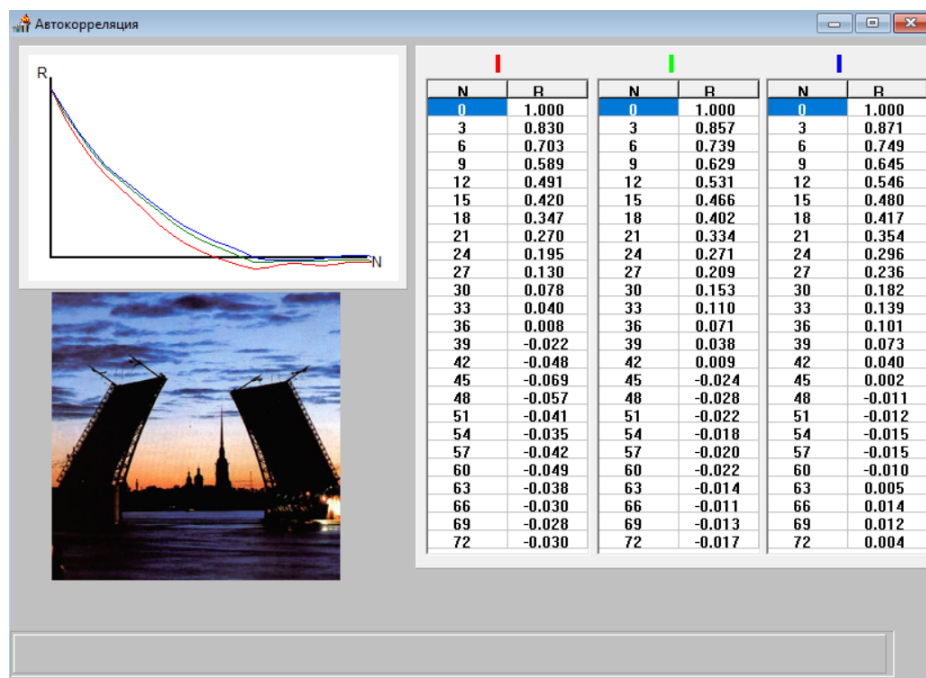 Автокорреляция
R
N
N R N R N R
0 1.000 0 1.000 0 1.000
3 0.830 3 0.857 3 0.871
6 0.703 6 0.739 6 0.749
9 0.589 9 0.629 9 0.645
12 0.491 12 0.531 12 0.546
15 0.420 15 0.466 15 0.480
18 0.347 18 0.402 18 0.417
21 0.270 21 0.334 21 0.354
24 0.195 24 0.271 24 0.296
27 0.130 27 0.209 27 0.236
30 0.078 30 0.153 30 0.182
33 0.040 33 0.110 33 0.139
36 0.008 36 0.071 36 0.101
39 -0.022 39 0.038 39 0.073
42 -0.048 42 0.009 42 0.040
45 -0.069 45 -0.024 45 0.002
48 -0.057 48 -0.028 48 -0.011
51 -0.041 51 -0.022 51 -0.012
54 -0.035 54 -0.018 54 -0.015
57 -0.042 57 -0.020 57 -0.015
60 -0.049 60 -0.022 60 -0.010
63 -0.038 63 -0.014 63 0.005
66 -0.030 66 -0.011 66 0.014
69 -0.028 69 -0.013 69 0.012
72 -0.030 72 -0.017 72 0.004